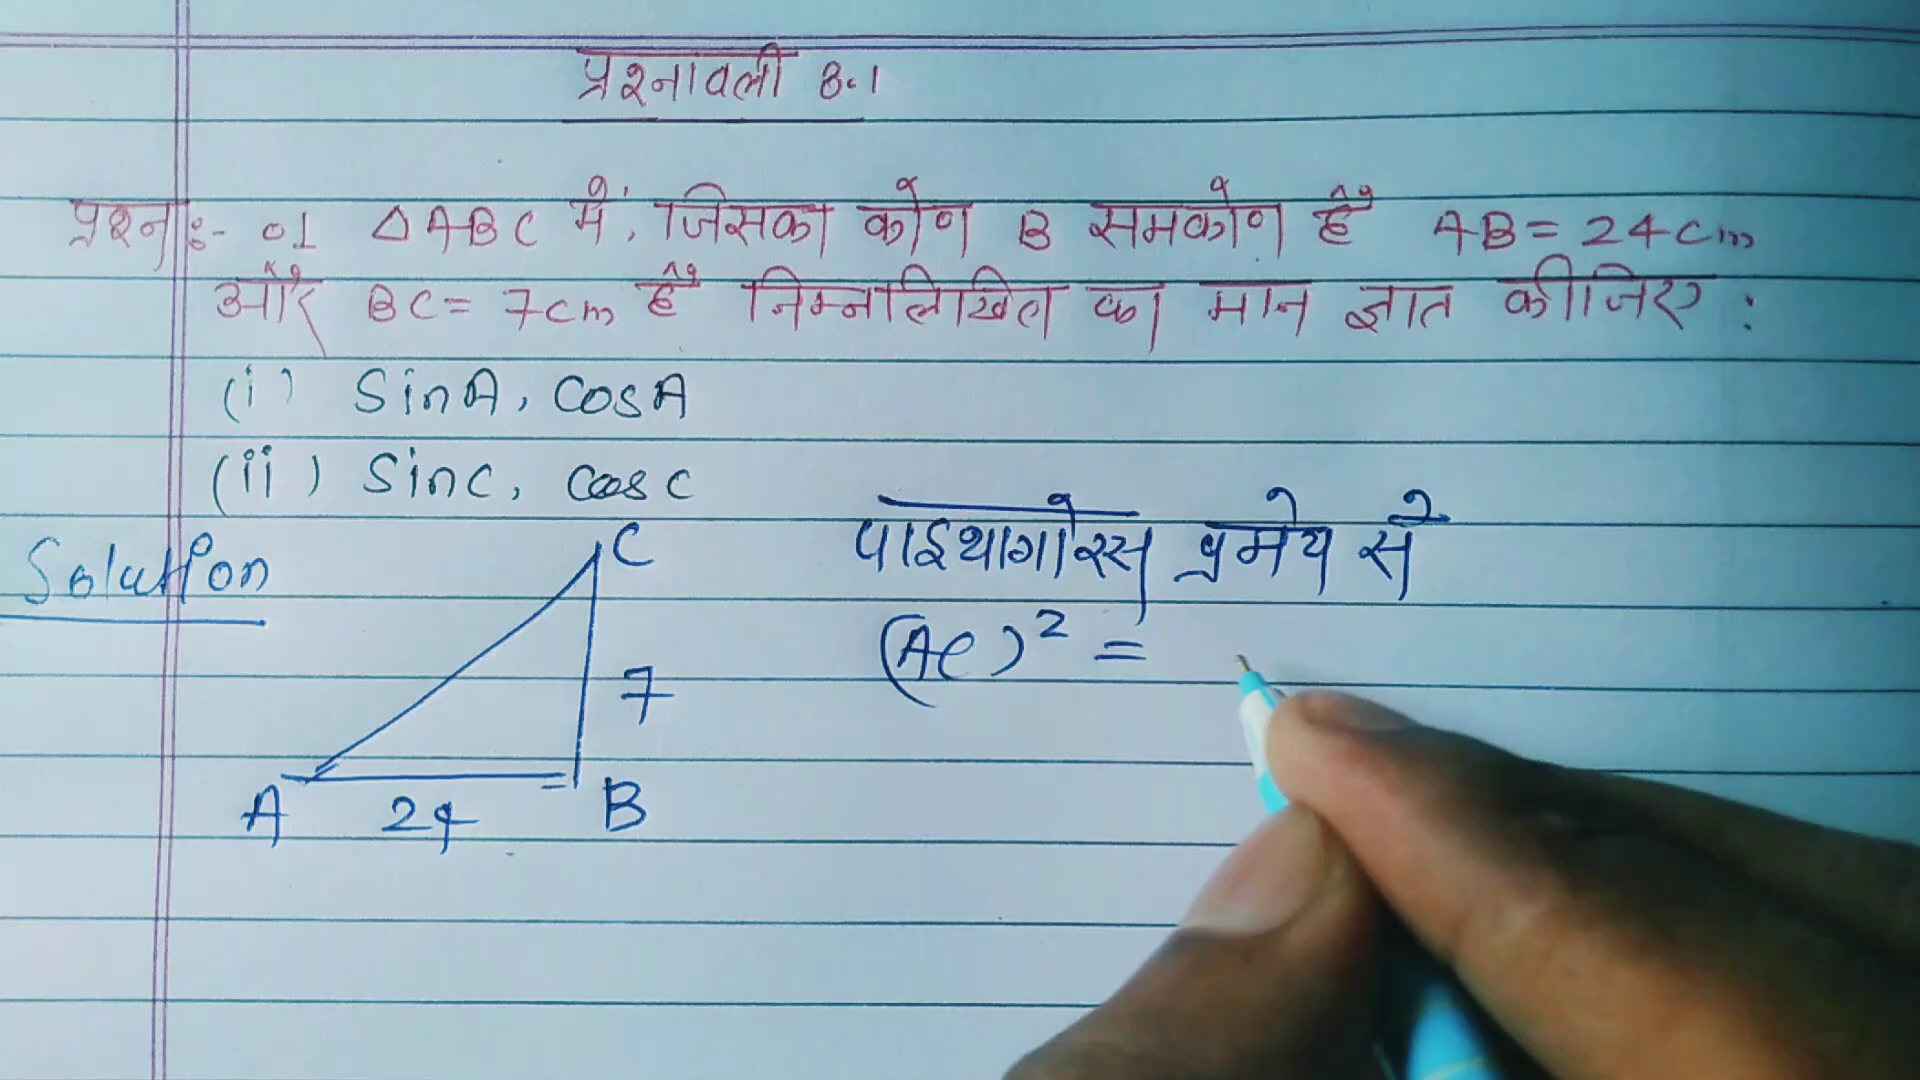 प्रश्नावली 8.1
प्रश्न :- 01 △ABC में, जिसका कोण B समकोण है AB = 24cm
और BC = 7cm है निम्नलिखित का मान ज्ञात कीजिए :
(i) SinA, COSA
(ii) Sinc, cosc
Solution
C
7
A 24 B
पाइथागोरस प्रमेय से
(AC)² =